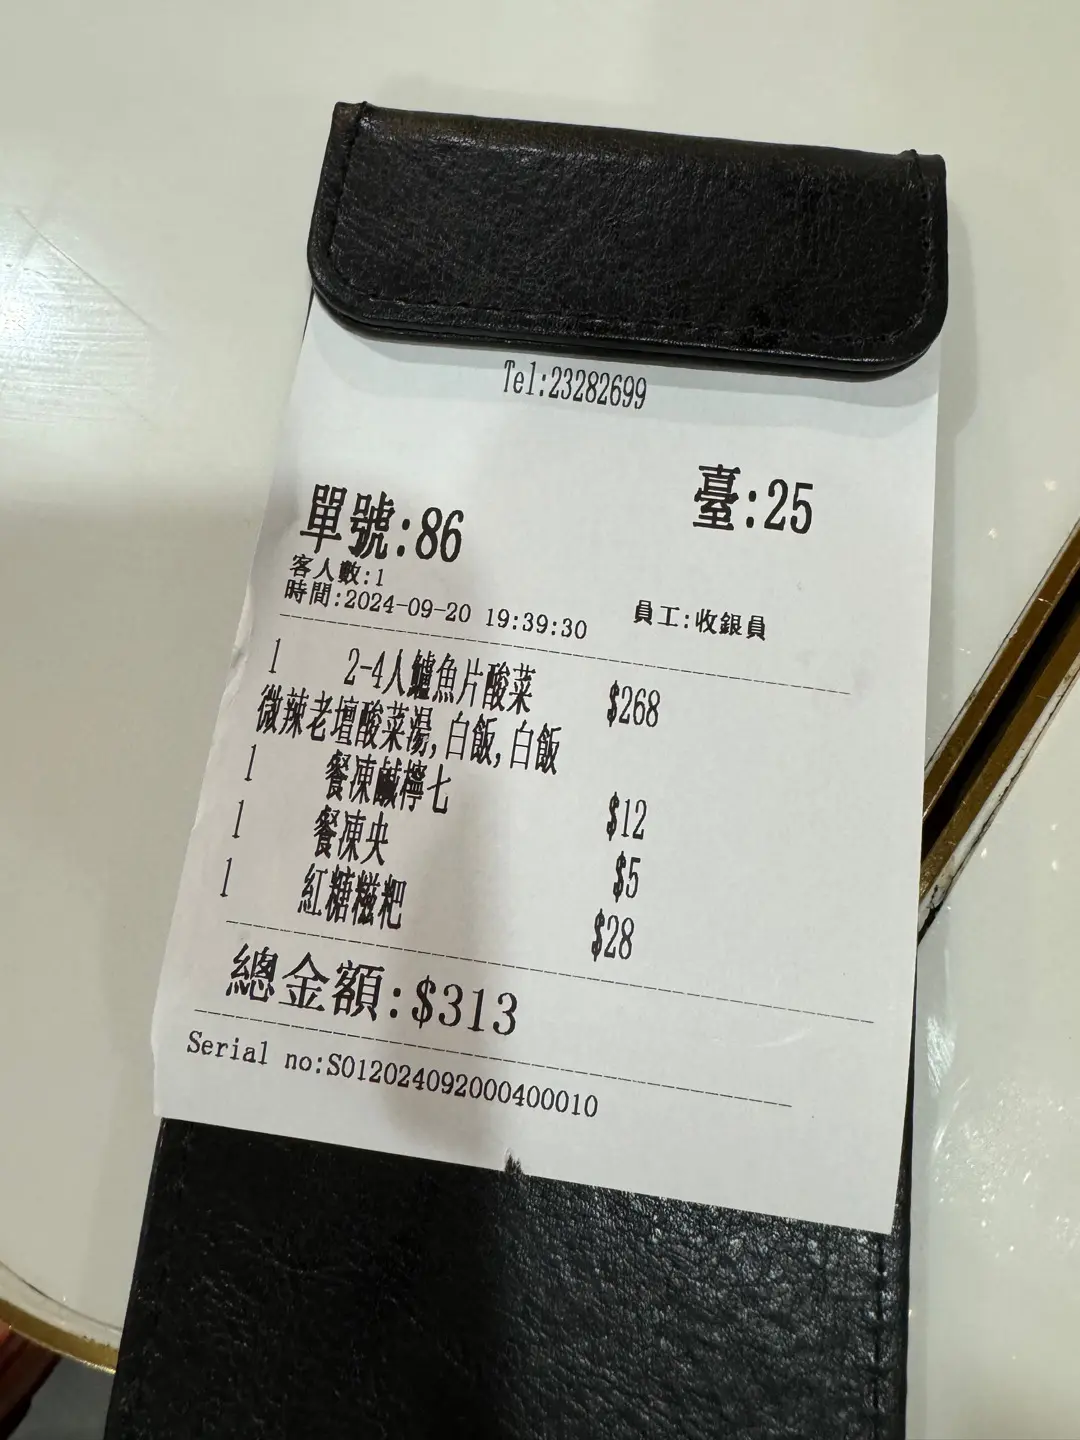 Tel:23282699
單號:86 臺:25
客人數:1
時間:2024-09-20 19:39:30 員工:收銀員
1 2-4人鱸魚片酸菜 $268
微辣老壇酸菜湯,白飯,白飯
1 餐凍鹹檸七 $12
1 餐凍央 $5
1 紅糖糍粑 $28
總金額:$313
Serial no:S012024092000400010